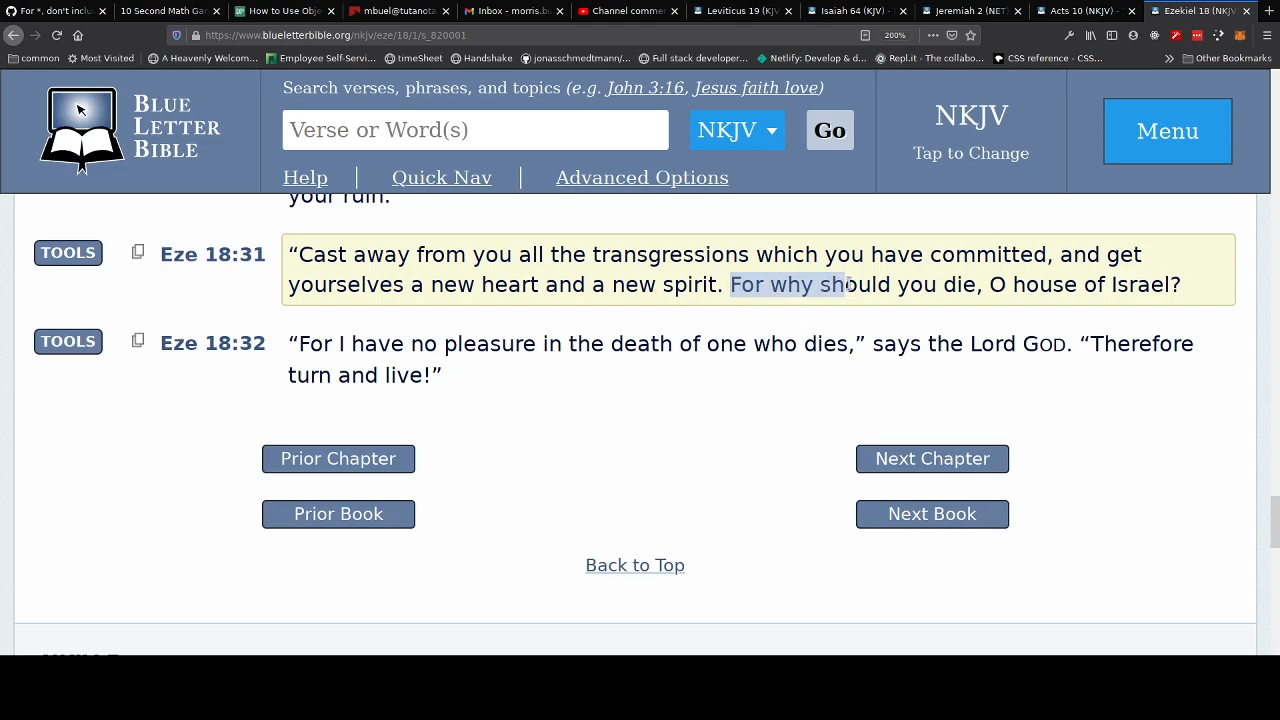 For *, don't inclu
10 Second Math Ga
How to Use Obje
mbuel@tutanota
Inbox - morris.bu
Channel comme
Leviticus 19 (KJV
Isaiah 64 (KJV) -
Jeremiah 2 (NET)
Acts 10 (NKJV) -
Ezekiel 18 (NKJV
https://www.blueletterbible.org/nkjv/eze/18/1/s_820001
200%
common
Most Visited
A Heavenly Welcom...
Employee Self-Servi...
timeSheet
Handshake
jonasschmedtmann/...
Full stack developer...
Netlify: Develop & d...
Repl.it - The collabo...
CSS reference - CSS...
Other Bookmarks
BLUE
LETTER
BIBLE
Search verses, phrases, and topics (e.g. John 3:16, Jesus faith love)
Verse or Word(s)
NKJV
Go
NKJV
Tap to Change
Menu
Help
Quick Nav
Advanced Options
your ruin.
TOOLS
Eze 18:31
“Cast away from you all the transgressions which you have committed, and get
yourselves a new heart and a new spirit. For why should you die, O house of Israel?
TOOLS
Eze 18:32
“For I have no pleasure in the death of one who dies,” says the Lord GOD. “Therefore
turn and live!”
Prior Chapter
Next Chapter
Prior Book
Next Book
Back to Top